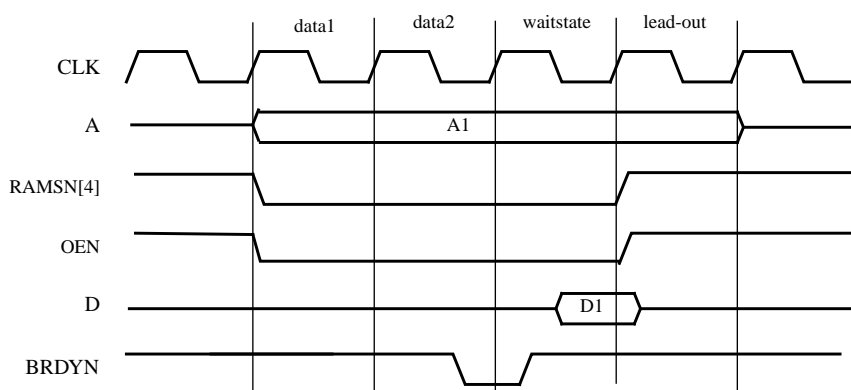 data1 data2 waitstate lead-out
CLK
A A1
RAMSN[4]
OEN
D D1
BRDYN